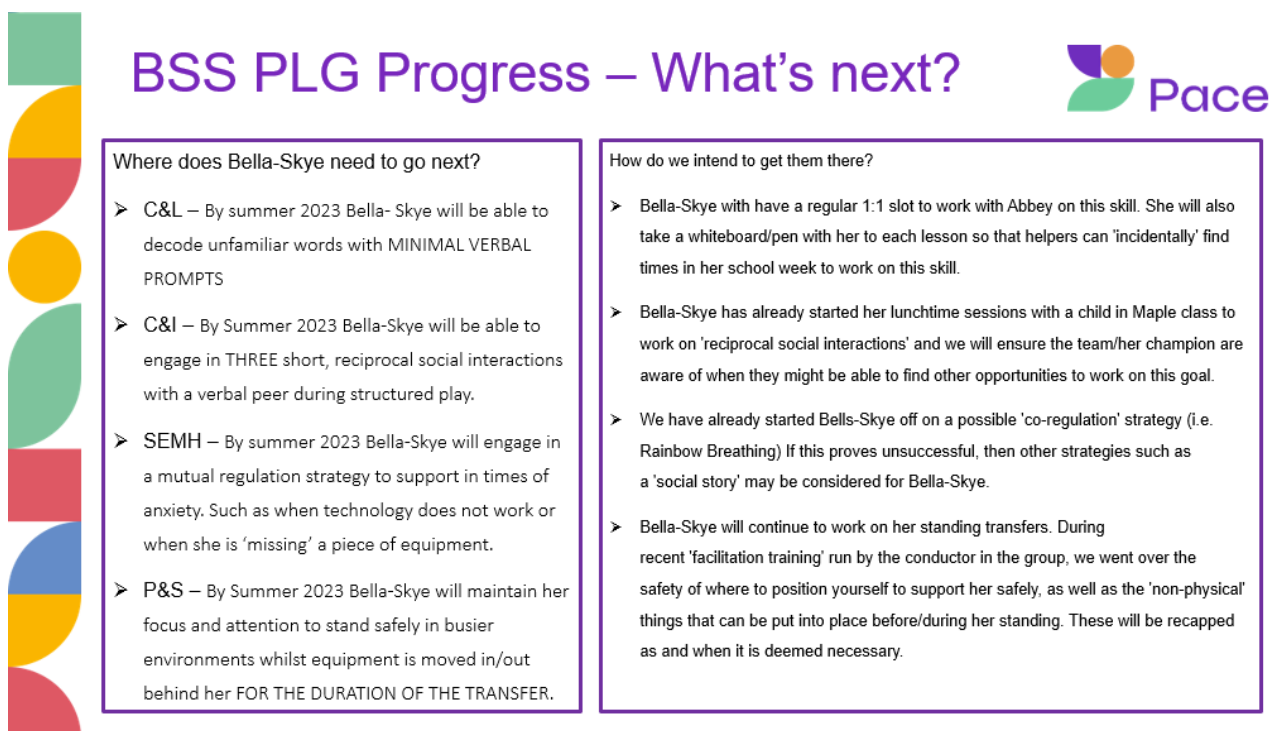 BSS PLG Progress – What's next?
Pace
Where does Bella-Skye need to go next?
➢ C&L – By summer 2023 Bella- Skye will be able to
decode unfamiliar words with MINIMAL VERBAL
PROMPTS
➢ C&I – By Summer 2023 Bella-Skye will be able to
engage in THREE short, reciprocal social interactions
with a verbal peer during structured play.
➢ SEMH – By summer 2023 Bella-Skye will engage in
a mutual regulation strategy to support in times of
anxiety. Such as when technology does not work or
when she is ‘missing’ a piece of equipment.
➢ P&S – By Summer 2023 Bella-Skye will maintain her
focus and attention to stand safely in busier
environments whilst equipment is moved in/out
behind her FOR THE DURATION OF THE TRANSFER.
How do we intend to get them there?
➢ Bella-Skye with have a regular 1:1 slot to work with Abbey on this skill. She will also
take a whiteboard/pen with her to each lesson so that helpers can 'incidentally' find
times in her school week to work on this skill.
➢ Bella-Skye has already started her lunchtime sessions with a child in Maple class to
work on 'reciprocal social interactions' and we will ensure the team/her champion are
aware of when they might be able to find other opportunities to work on this goal.
➢ We have already started Bells-Skye off on a possible 'co-regulation' strategy (i.e.
Rainbow Breathing) If this proves unsuccessful, then other strategies such as
a 'social story' may be considered for Bella-Skye.
➢ Bella-Skye will continue to work on her standing transfers. During
recent 'facilitation training' run by the conductor in the group, we went over the
safety of where to position yourself to support her safely, as well as the 'non-physical'
things that can be put into place before/during her standing. These will be recapped
as and when it is deemed necessary.